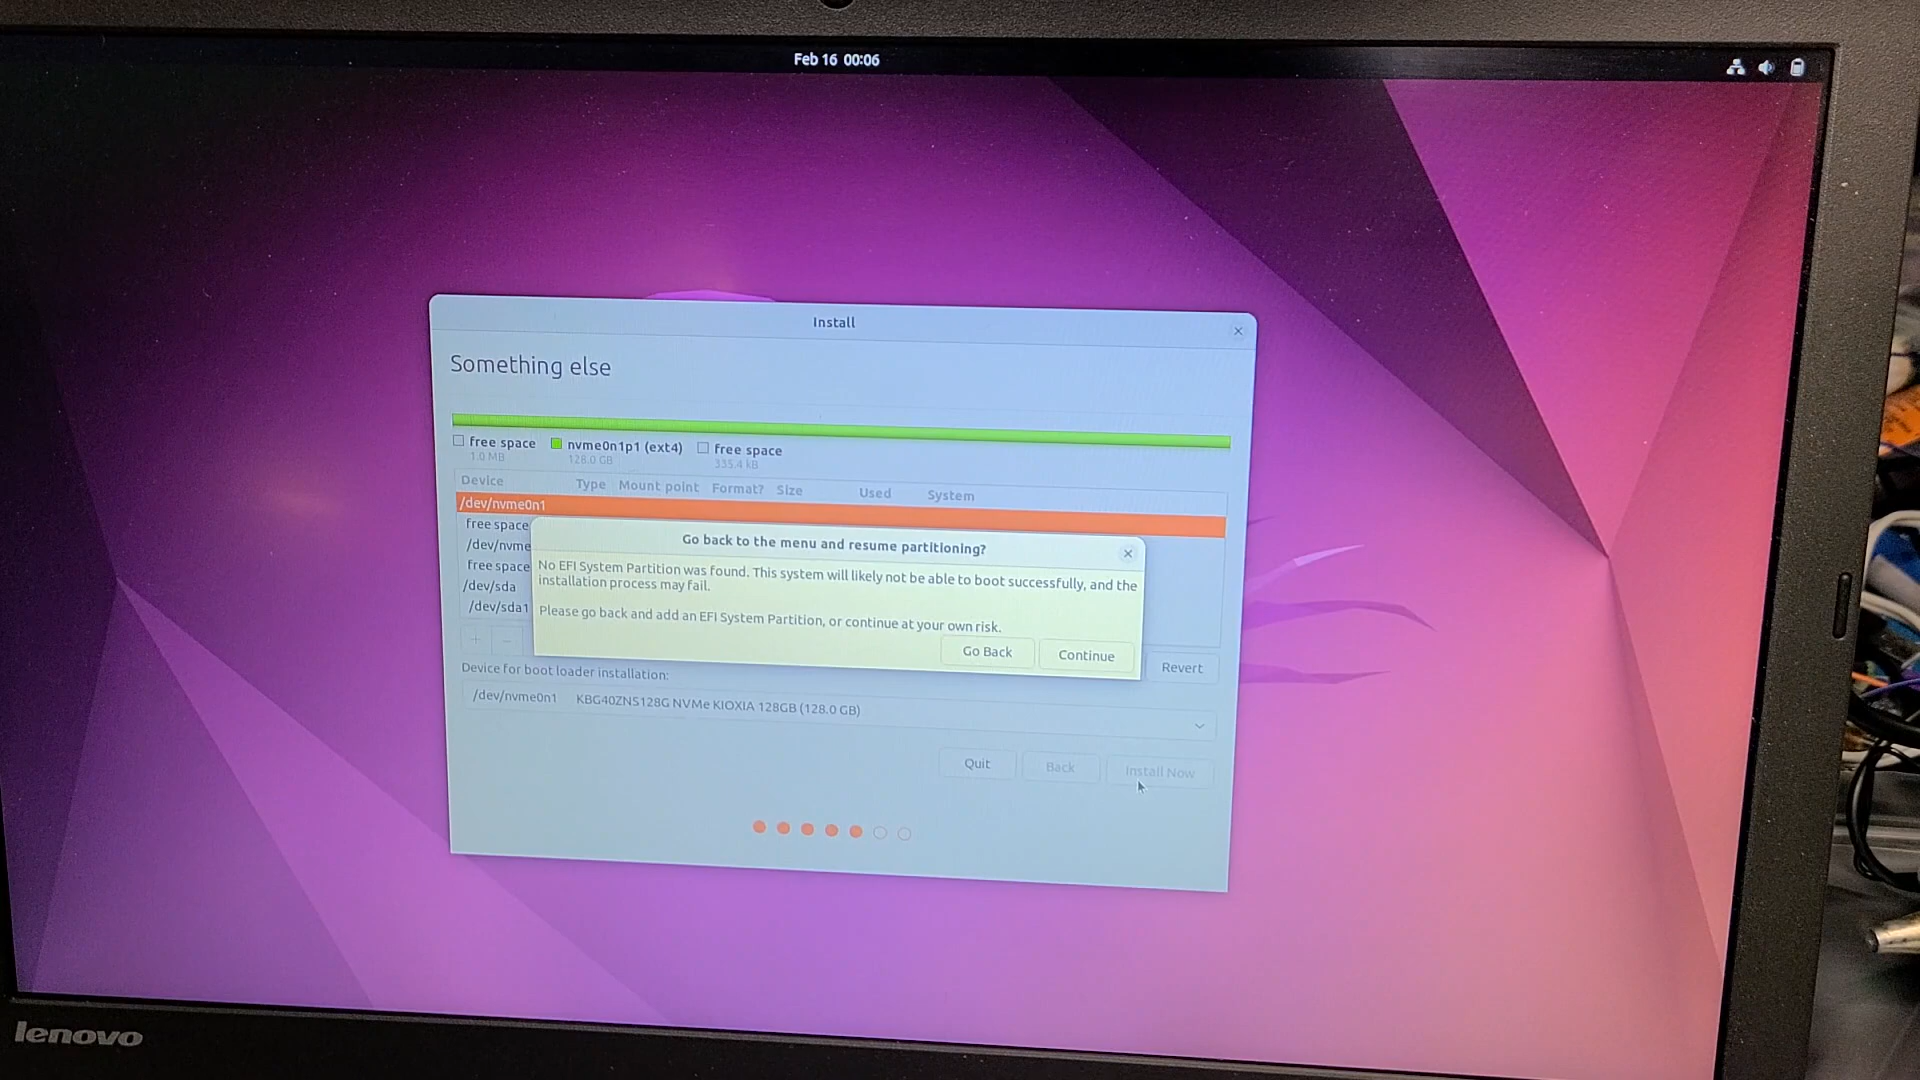 Feb 16 00:06
Install
Something else
free space
1.0 MB
nvme0n1p1 (ext4)
128.0 GB
free space
335.4 kB
Device Type Mount point Format? Size Used System
/dev/nvme0n1
free space
/dev/nvme
free space
/dev/sda
/dev/sda1
Go back to the menu and resume partitioning?
No EFI System Partition was found. This system will likely not be able to boot successfully, and the
installation process may fail.
Please go back and add an EFI System Partition, or continue at your own risk.
Go Back Continue
+ - Revert
Device for boot loader installation:
/dev/nvme0n1 KBG40ZNS128G NVMe KIOXIA 128GB (128.0 GB)
Quit Back Install Now
lenovo